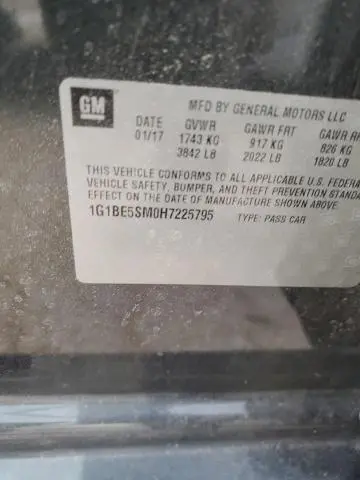 GM
MFD BY GENERAL MOTORS LLC
DATE GVWR GAWR FRT GAWR RR
01/17 1743 KG 917 KG 826 KG
3842 LB 2022 LB 1820 LB
THIS VEHICLE CONFORMS TO ALL APPLICABLE U.S. FEDERA
VEHICLE SAFETY, BUMPER, AND THEFT PREVENTION STANDA
EFFECT ON THE DATE OF MANUFACTURE SHOWN ABOVE.
1G1BE5SM0H7225795 TYPE: PASS CAR